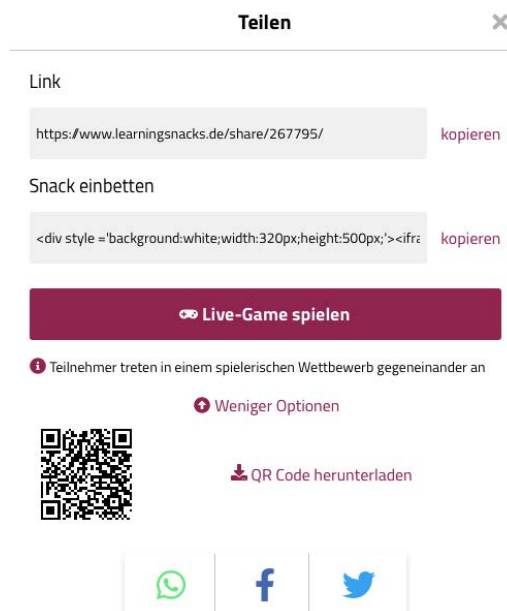 Teilen
Link
https://www.learningsnacks.de/share/267795/
kopieren
Snack einbetten
<div style ='background:white;width:320px;height:500px;'><ifra
kopieren
Live-Game spielen
Teilnehmer treten in einem spielerischen Wettbewerb gegeneinander an
Weniger Optionen
QR Code herunterladen